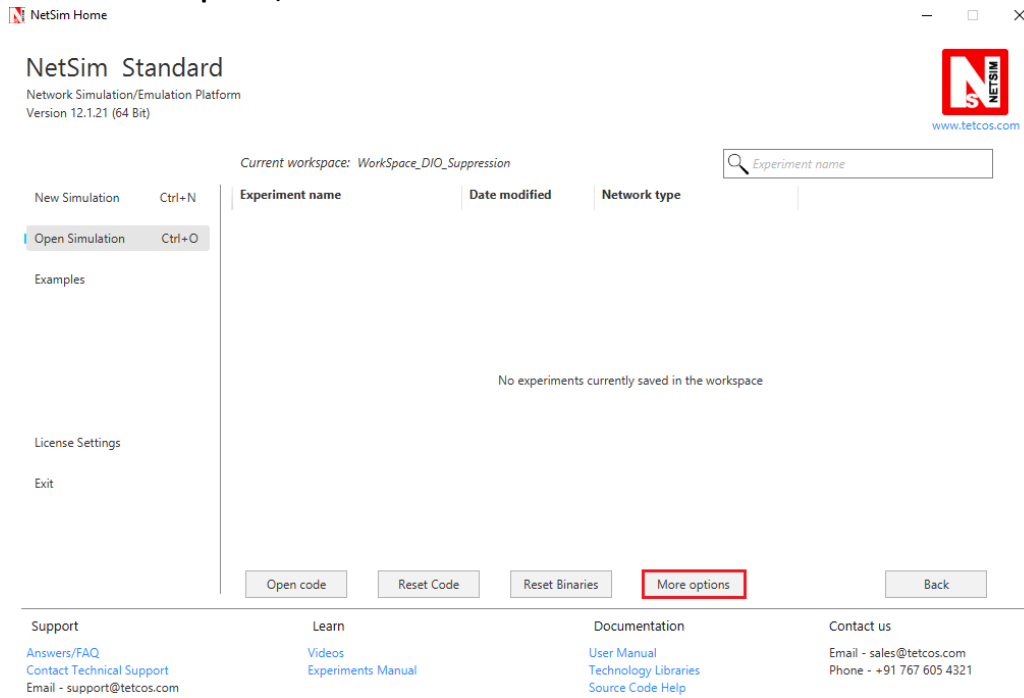 NetSim Home
NetSim Standard
Network Simulation/Emulation Platform
Version 12.1.21 (64 Bit)
NETSIM
www.tetcos.com
Current workspace: WorkSpace_DIO_Suppression
Experiment name
New Simulation Ctrl+N
Open Simulation Ctrl+O
Examples
License Settings
Exit
Experiment name Date modified Network type
No experiments currently saved in the workspace
Open code Reset Code Reset Binaries More options Back
Support
Answers/FAQ
Contact Technical Support
Email - support@tetcos.com
Learn
Videos
Experiments Manual
Documentation
User Manual
Technology Libraries
Source Code Help
Contact us
Email - sales@tetcos.com
Phone - +91 767 605 4321